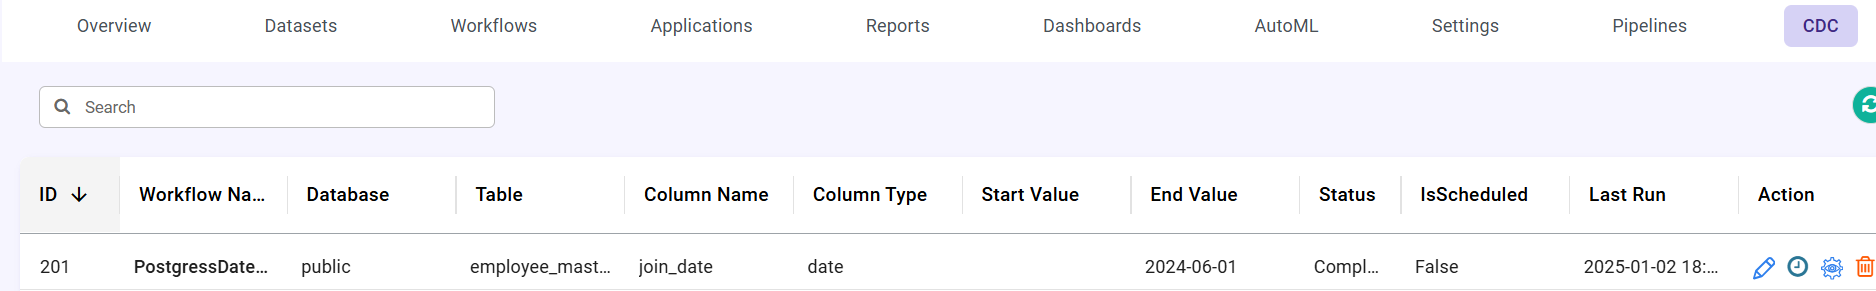 Overview Datasets Workflows Applications Reports Dashboards AutoML Settings Pipelines CDC
Search
ID Workflow Na... Database Table Column Name Column Type Start Value End Value Status IsScheduled Last Run Action
201 PostgressDate... public employee_mast... join_date date 2024-06-01 Compl... False 2025-01-02 18:...